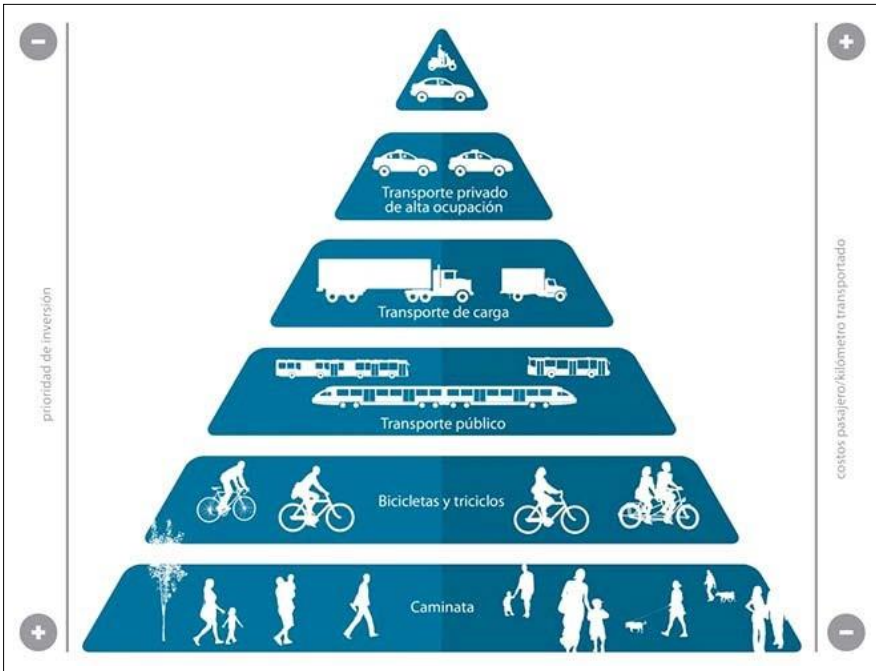 Transporte privado
de alta ocupación
Transporte de carga
Transporte público
Bicicletas y triciclos
Caminata
prioridad de inversión
costos pasajero/kilómetro transportado